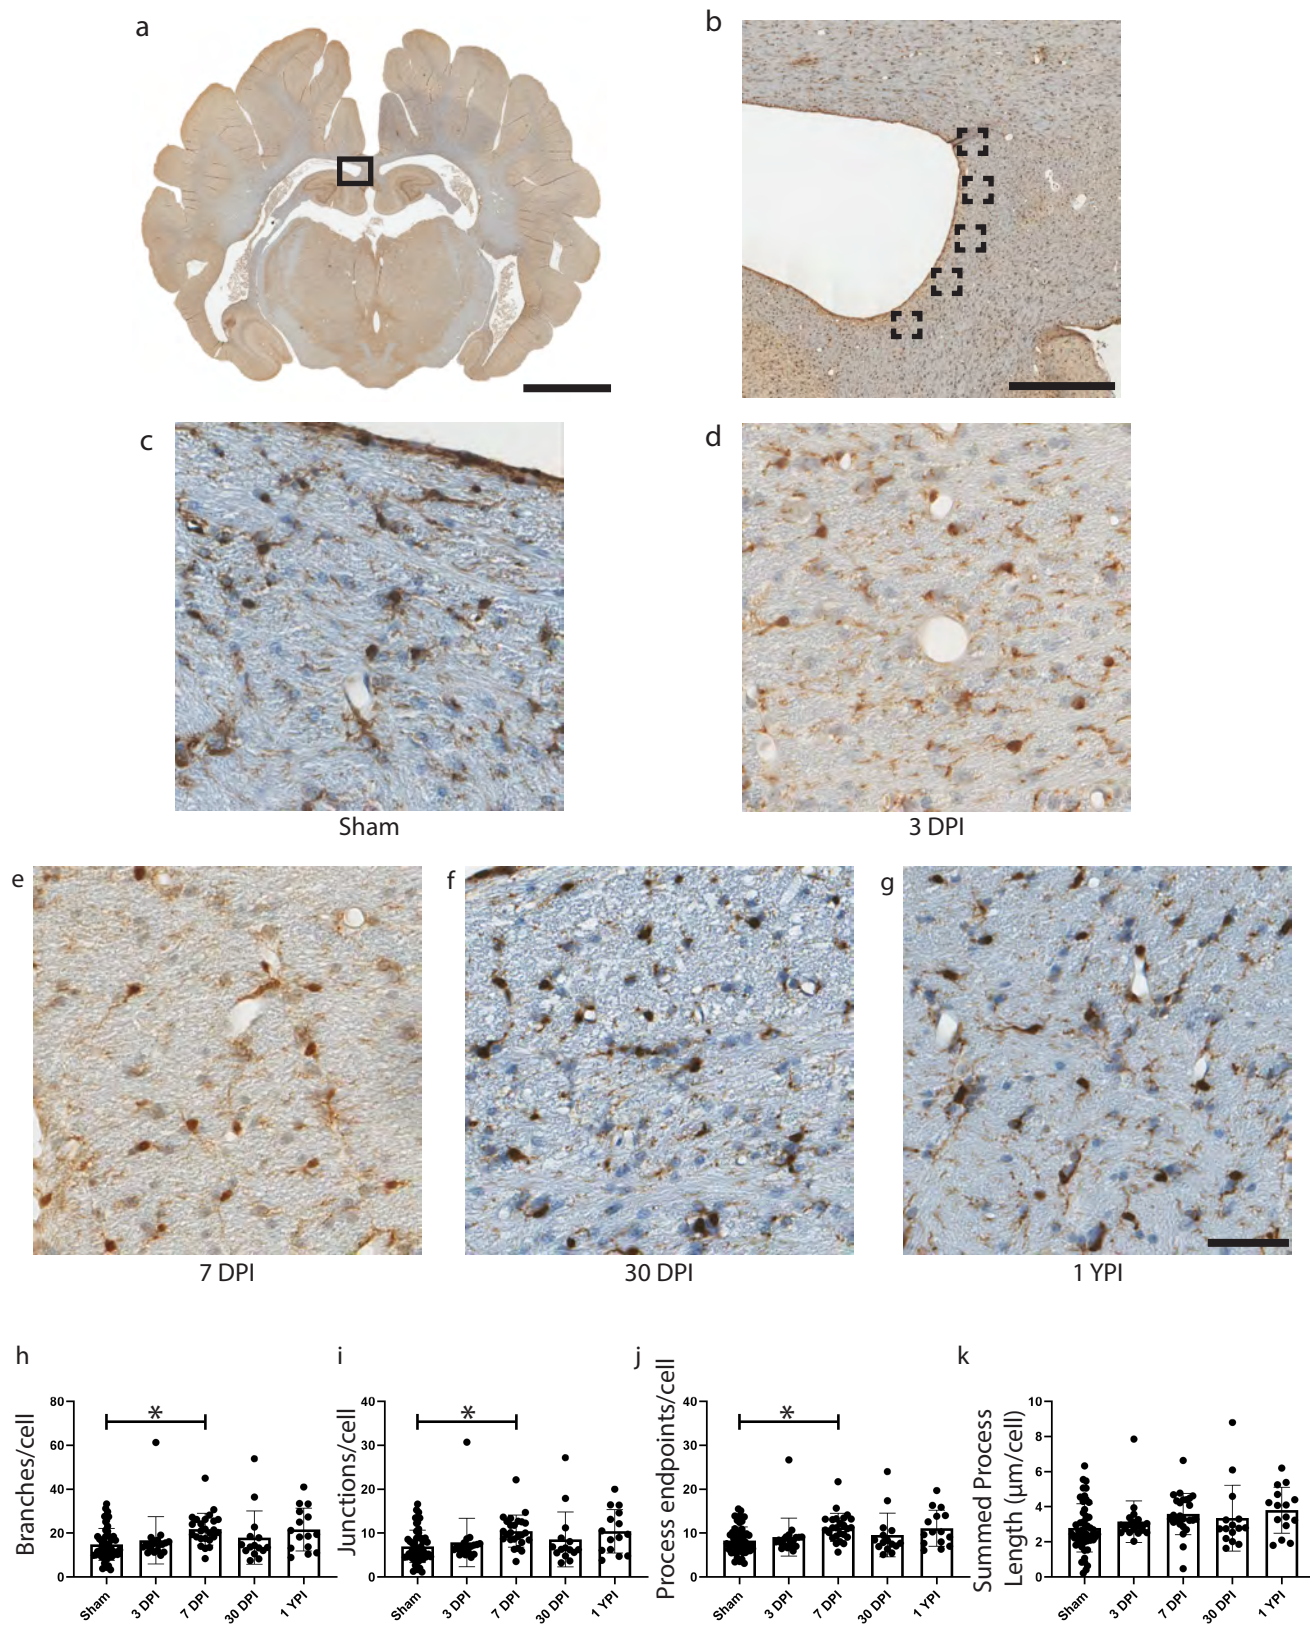 a
b
c
d
Sham
3 DPI
e
f
g
7 DPI
30 DPI
1 YPI
h
i
j
k
Branches/cell
80
60
40
20
0
*
Sham
3 DPI
7 DPI
30 DPI
1 YPI
Junctions/cell
40
30
20
10
0
*
Sham
3 DPI
7 DPI
30 DPI
1 YPI
Process endpoints/cell
40
30
20
10
0
*
Sham
3 DPI
7 DPI
30 DPI
1 YPI
Summed Process
Length (µm/cell)
10
8
6
4
2
0
Sham
3 DPI
7 DPI
30 DPI
1 YPI